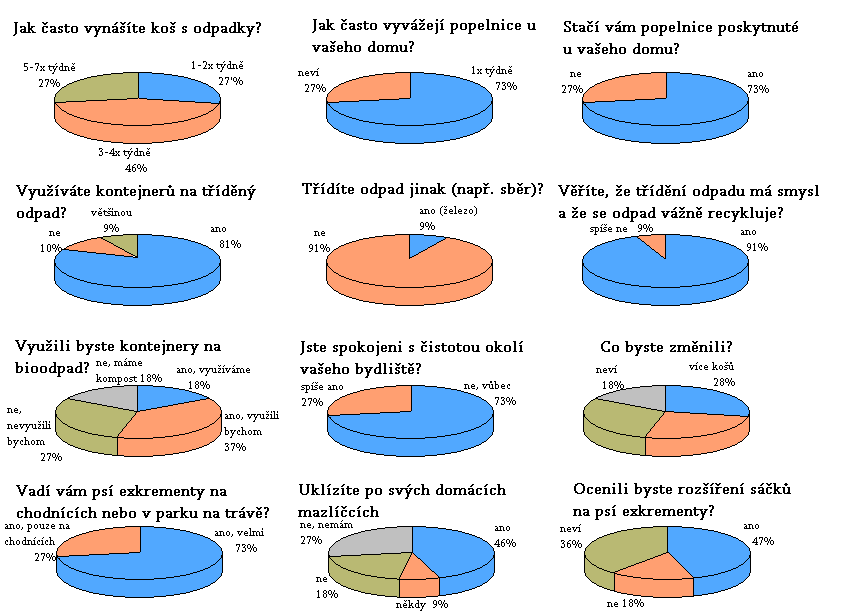 Jak často vynášíte koš s odpadky?
5-7x týdně
27%
1-2x týdně
27'%
3-4x týdně
46%
Jak často vyvážejí popelnice u
vašeho domu?
neví
27%
1x týdně
73%
Stačí vám popelnice poskytnuté
u vašeho domu?
ne
27%
ano
73%
Využíváte kontejnerů na tříděný
odpad?
většinou
9%
ne
10%
ano
81%
Třídíte odpad jinak (např. sběr)?
ano (železo)
9%
ne
91%
Věříte, že třídění odpadu má smysl
a že se odpad vážně recykluje?
spíše ne 9%
ano
91%
Využili byste kontejnery na
bioodpad?
ne, máme
kompost 18%
ano, využíváme
18%
ne,
nevyužili
bychom
27%
ano, využili
bychom
37%
Jste spokojeni s čistotou okolí
vašeho bydliště?
spíše ano
27%
ne, vůbec
73%
Co byste změnili?
neví
18%
více košů
28%
Vadí vám psí exkrementy na
chodnících nebo v parku na trávě?
ano, pouze na
chodnících
27%
ano, velmi
73%
Uklízíte po svých domácích
mazlíčcích
ne, nemám
27%
ano
46%
ne
18%
někdy 9%
Ocenili byste rozšíření sáčků
na psí exkrementy?
neví
36%
ano
47%
ne 18%